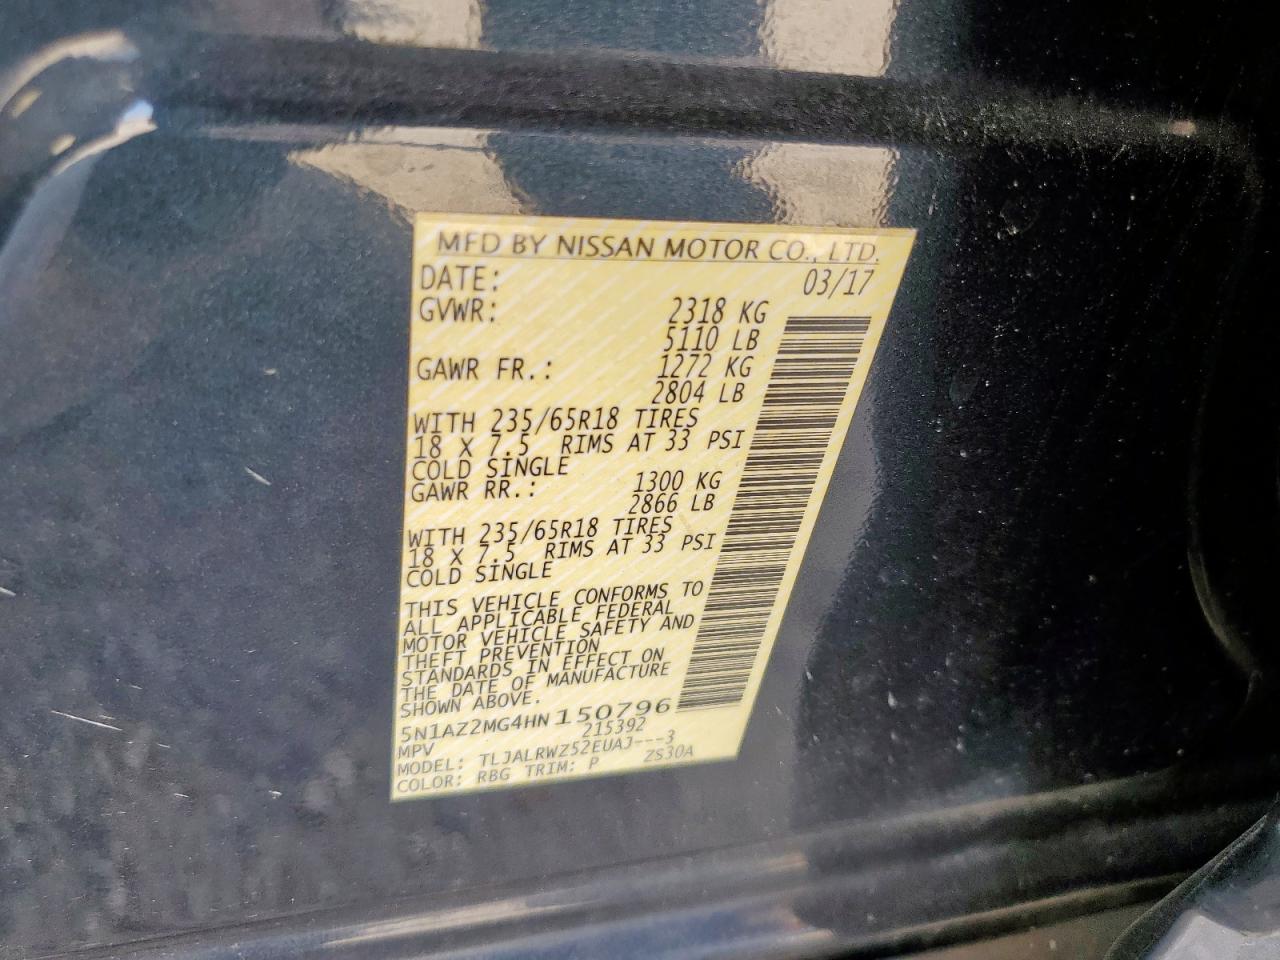 MFD BY NISSAN MOTOR CO., LTD.
DATE: 03/17
GVWR: 2318 KG
5110 LB
GAWR FR.: 1272 KG
2804 LB
WITH 235/65R18 TIRES
18 X 7.5 RIMS AT 33 PSI
COLD SINGLE
GAWR RR.: 1300 KG
2866 LB
WITH 235/65R18 TIRES
18 X 7.5 RIMS AT 33 PSI
COLD SINGLE
THIS VEHICLE CONFORMS TO
ALL APPLICABLE FEDERAL
MOTOR VEHICLE SAFETY AND
THEFT PREVENTION
STANDARDS IN EFFECT ON
THE DATE OF MANUFACTURE
SHOWN ABOVE.
5N1AZ2MG4HN150796
MPV 215392
MODEL: TLJALRWZ52EUAJ---3
COLOR: RBG TRIM: P ZS30A